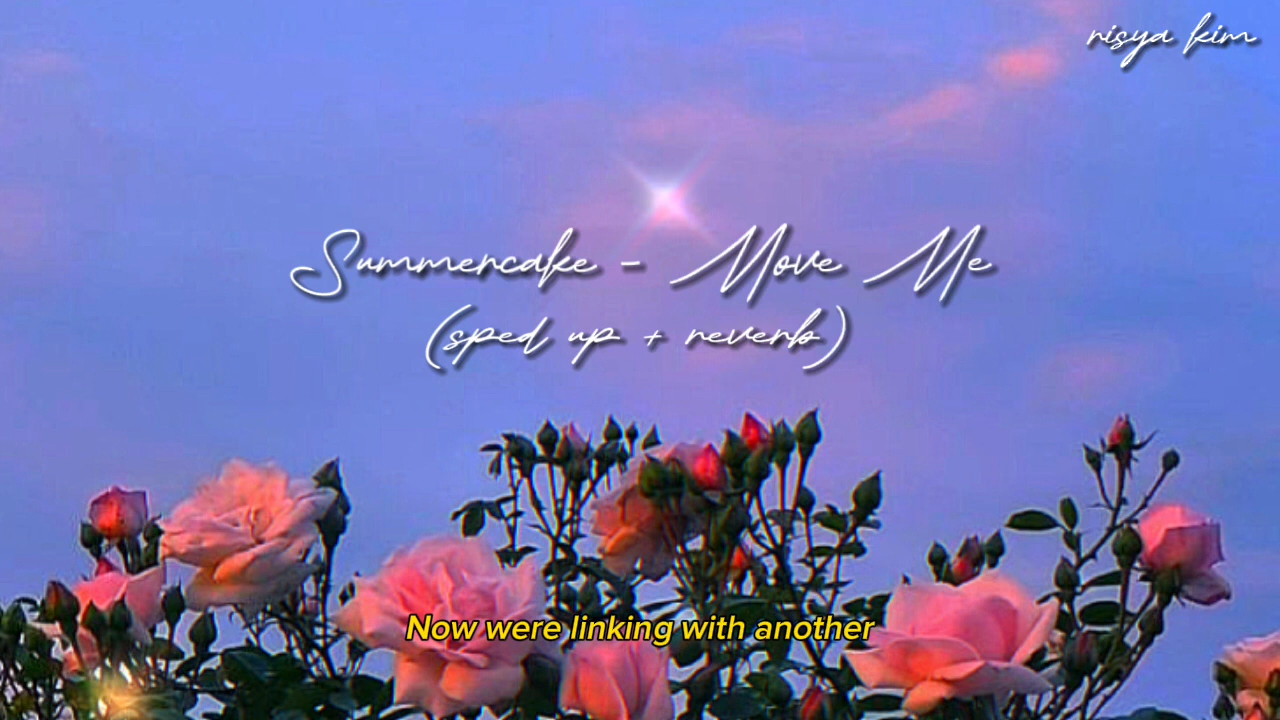 risya kim
Summercake - Move Me
(sped up + reverb)
Now were linking with another